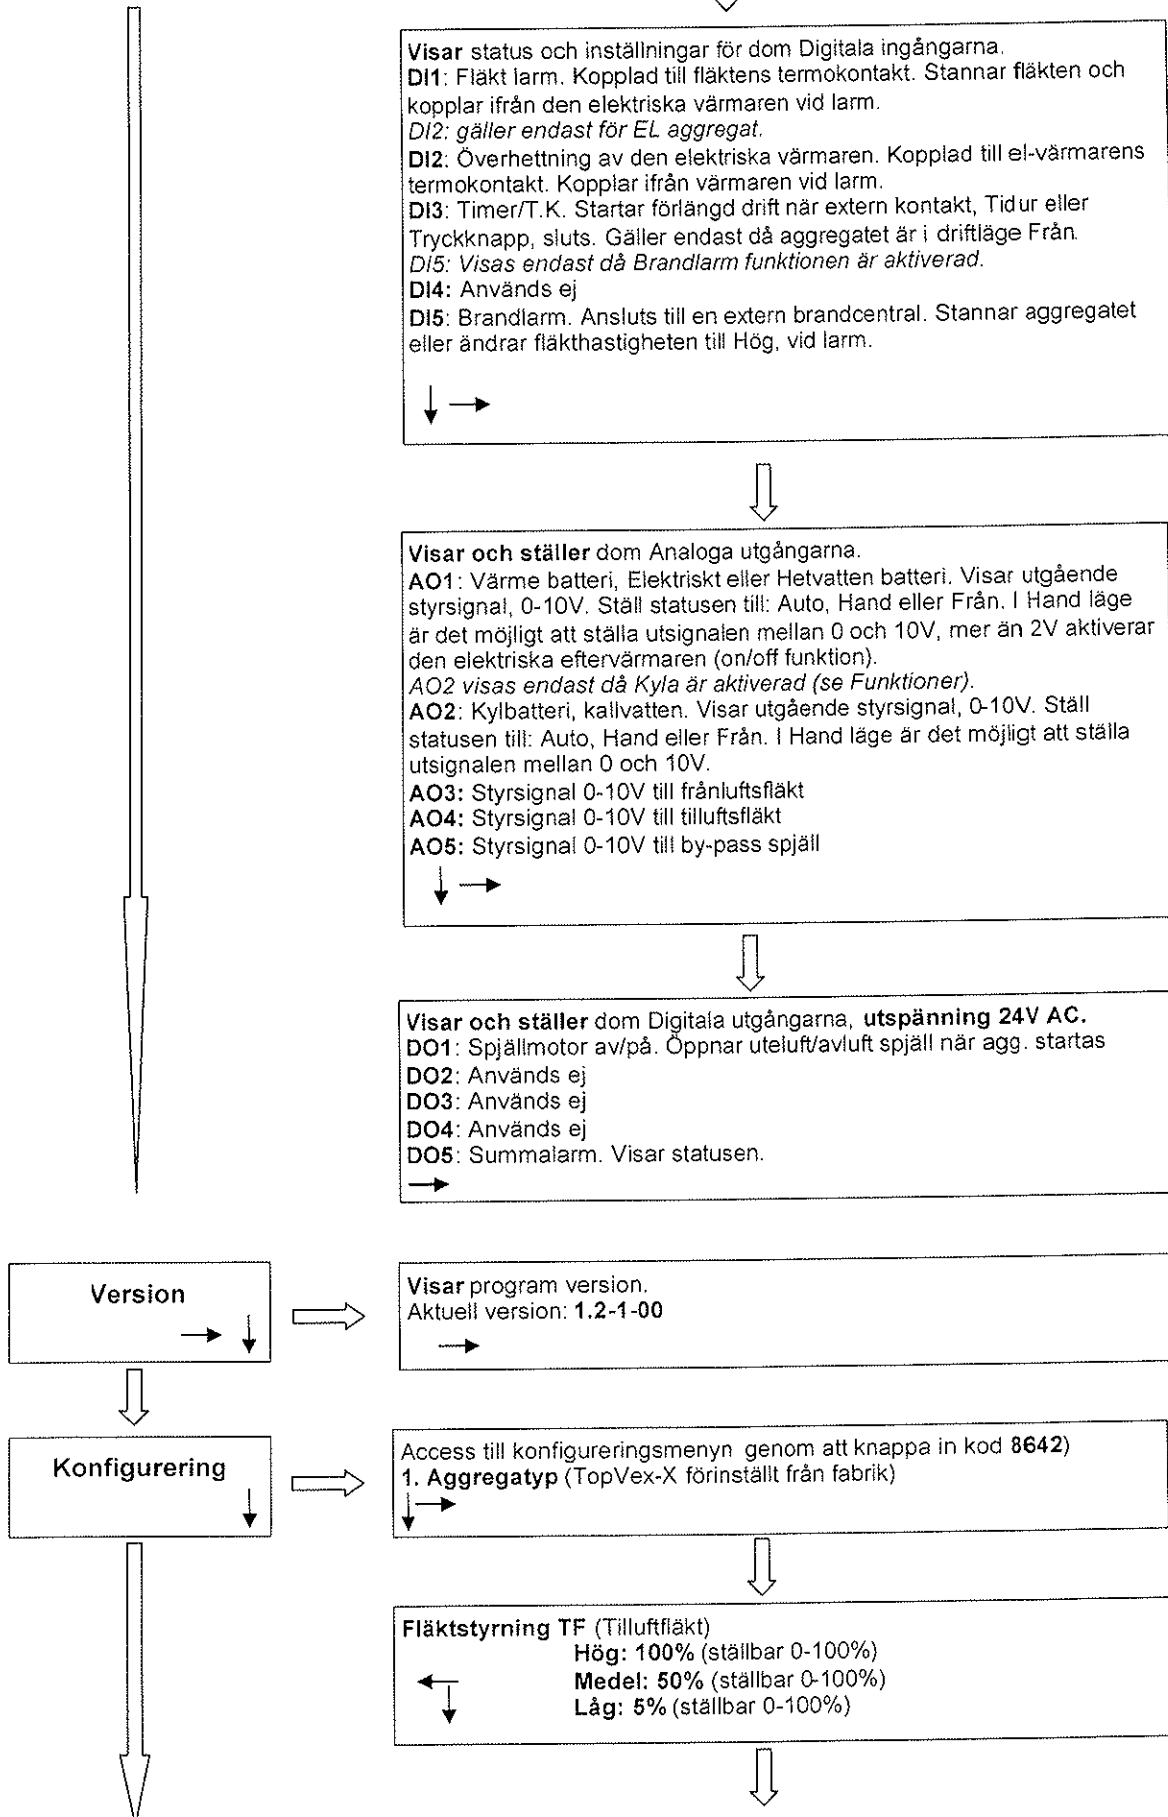 Visar status och inställningar för dom Digitala ingångarna.
DI1: Fläkt larm. Kopplad till fläktens termokontakt. Stannar fläkten och
kopplar ifrån den elektriska värmaren vid larm.
DI2: gäller endast för EL aggregat.
DI2: Överhettning av den elektriska värmaren. Kopplad till el-värmarens
termokontakt. Kopplar ifrån värmaren vid larm.
DI3: Timer/T.K. Startar förlängd drift när extern kontakt, Tidur eller
Tryckknapp, sluts. Gäller endast då aggregatet är i driftläge Från.
DI5: Visas endast då Brandlarm funktionen är aktiverad.
DI4: Används ej
DI5: Brandlarm. Ansluts till en extern brandcentral. Stannar aggregatet
eller ändrar fläkthastigheten till Hög, vid larm.
Visar och ställer dom Analoga utgångarna.
AO1: Värme batteri, Elektriskt eller Hetvatten batteri. Visar utgående
styrsignal, 0-10V. Ställ statusen till: Auto, Hand eller Från. I Hand läge
är det möjligt att ställa utsignalen mellan 0 och 10V, mer än 2V aktiverar
den elektriska eftervärmaren (on/off funktion).
AO2 visas endast då Kyla är aktiverad (se Funktioner).
AO2: Kylbatteri, kallvatten. Visar utgående styrsignal, 0-10V. Ställ
statusen till: Auto, Hand eller Från. I Hand läge är det möjligt att ställa
utsignalen mellan 0 och 10V.
AO3: Styrsignal 0-10V till frånluftsfläkt
AO4: Styrsignal 0-10V till tilluftsfläkt
AO5: Styrsignal 0-10V till by-pass spjäll
Visar och ställer dom Digitala utgångarna, utspänning 24V AC.
DO1: Spjällmotor av/på. Öppnar uteluft/avluft spjäll när agg. startas
DO2: Används ej
DO3: Används ej
DO4: Används ej
DO5: Summalarm. Visar statusen.
Version
Visar program version.
Aktuell version: 1.2-1-00
Konfigurering
Access till konfigureringsmenyn genom att knappa in kod 8642)
1. Aggregatyp (TopVex-X förinställt från fabrik)
Fläktstyrning TF (Tilluftfläkt)
Hög: 100% (ställbar 0-100%)
Medel: 50% (ställbar 0-100%)
Låg: 5% (ställbar 0-100%)